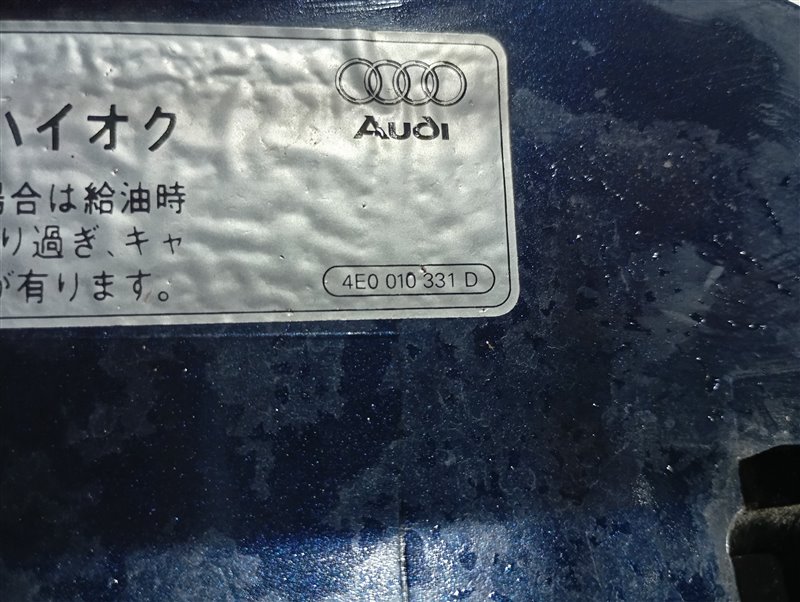 Audi
ハイオク
場合は給油時
り過ぎ、キャ
が有ります。
4E0 010 331 D